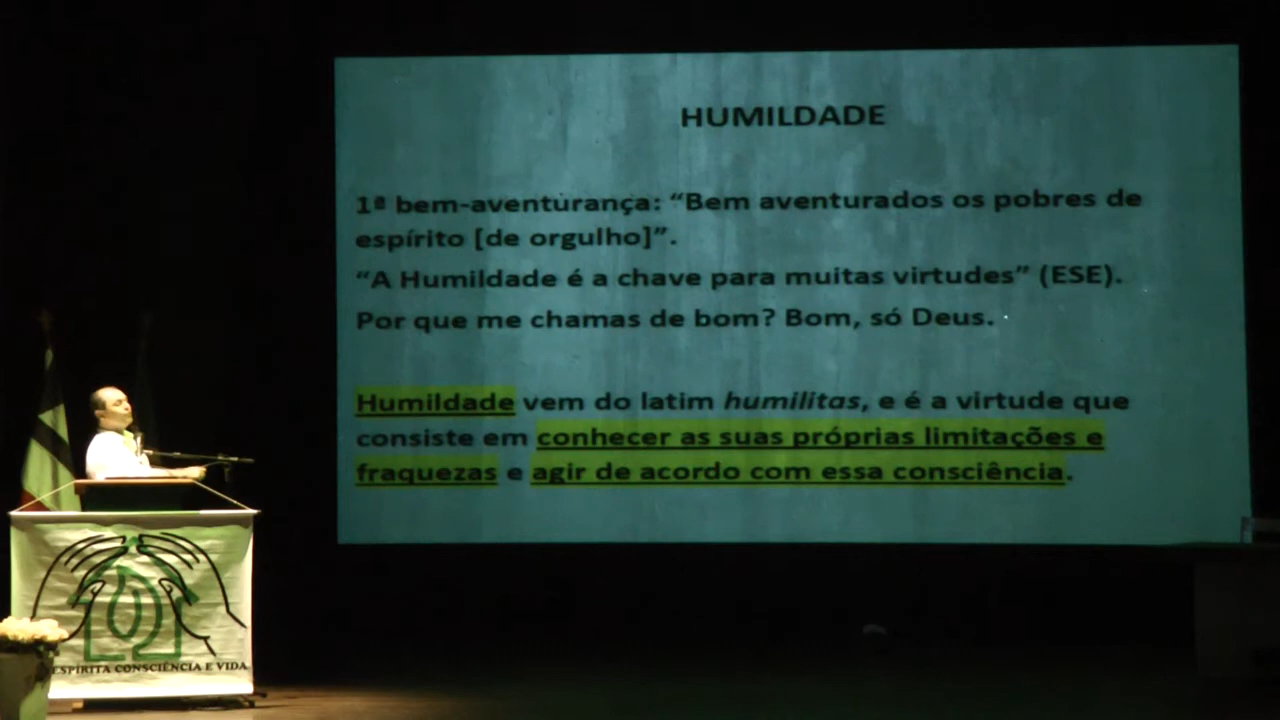 HUMILDADE
1ª bem-aventurança: “Bem aventurados os pobres de
espírito [de orgulho]”.
“A Humildade é a chave para muitas virtudes” (ESE).
Por que me chamas de bom? Bom, só Deus.
Humildade vem do latim humilitas, e é a virtude que
consiste em conhecer as suas próprias limitações e
fraquezas e agir de acordo com essa consciência.
ESPÍRITA CONSCIÊNCIA E VIDA